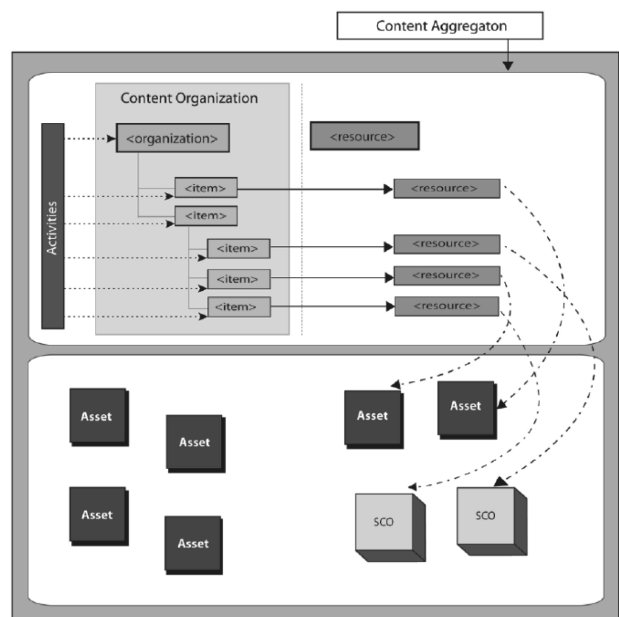 Content Aggregaton
Content Organization
<organization>
<resource>
<item>
<resource>
<item>
<item>
<resource>
<item>
<resource>
<item>
<resource>
Activities
Asset
Asset
Asset
Asset
Asset
Asset
SCO
SCO